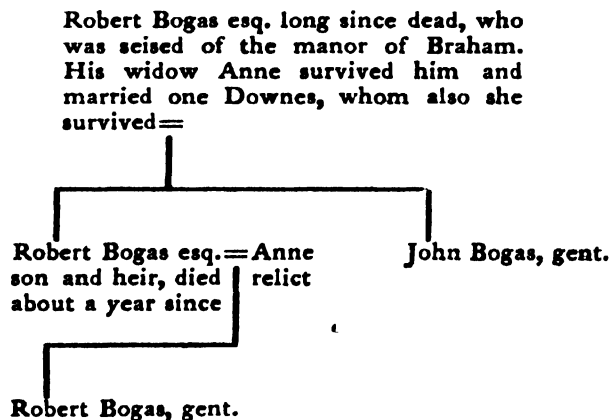 Robert Bogas esq. long since dead, who
was seised of the manor of Braham.
His widow Anne survived him and
married one Downes, whom also she
survived=
Robert Bogas esq.=Anne
son and heir, died relict
about a year since
John Bogas, gent.
Robert Bogas, gent.